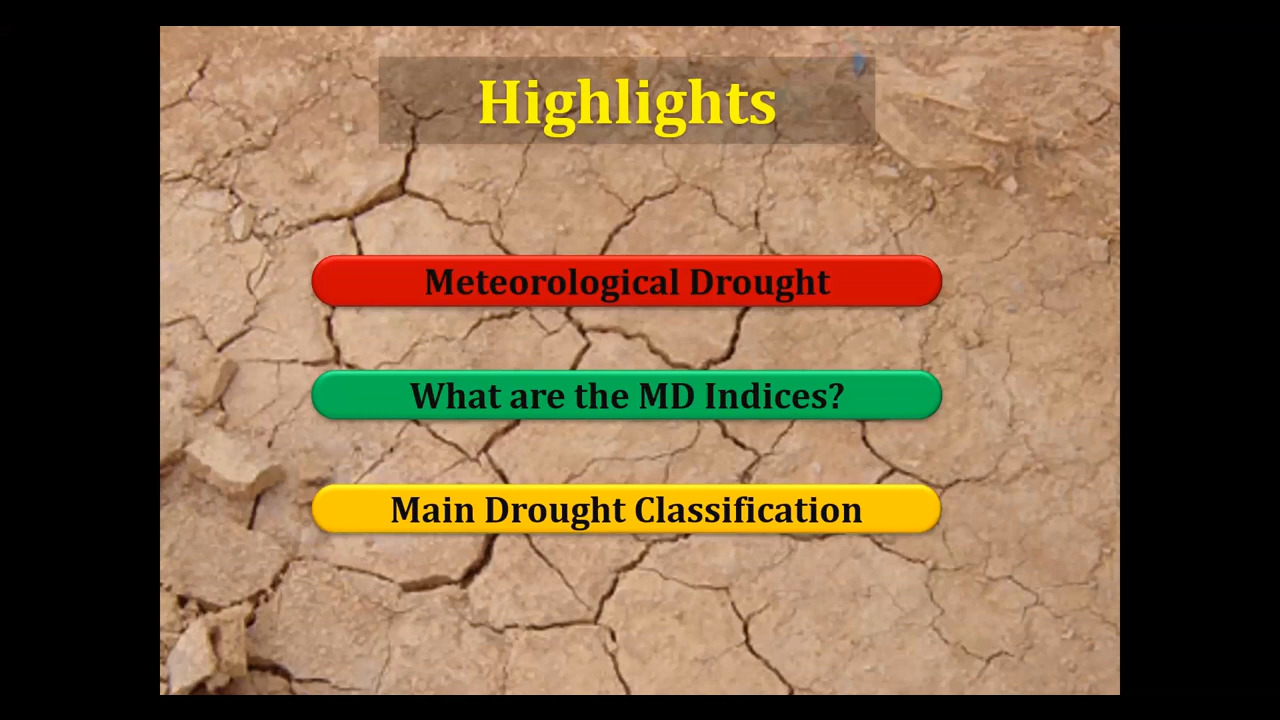 Highlights
Meteorological Drought
What are the MD Indices?
Main Drought Classification